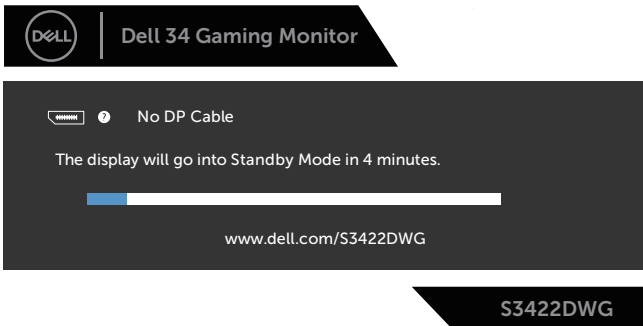 DELL
Dell 34 Gaming Monitor
? No DP Cable
The display will go into Standby Mode in 4 minutes.
www.dell.com/S3422DWG
S3422DWG